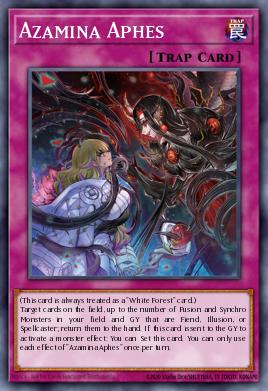 Azamina Aphes
TRAP
罠
[Trap Card]
(This card is always treated as a "White Forest" card.)
Target cards on the field, up to the number of Fusion and Synchro
Monsters in your field and GY that are Fiend, Illusion, or
Spellcaster; return them to the hand. If this card is sent to the GY to
activate a monster effect: You can Set this card. You can only use
each effect of "Azamina Aphes" once per turn.